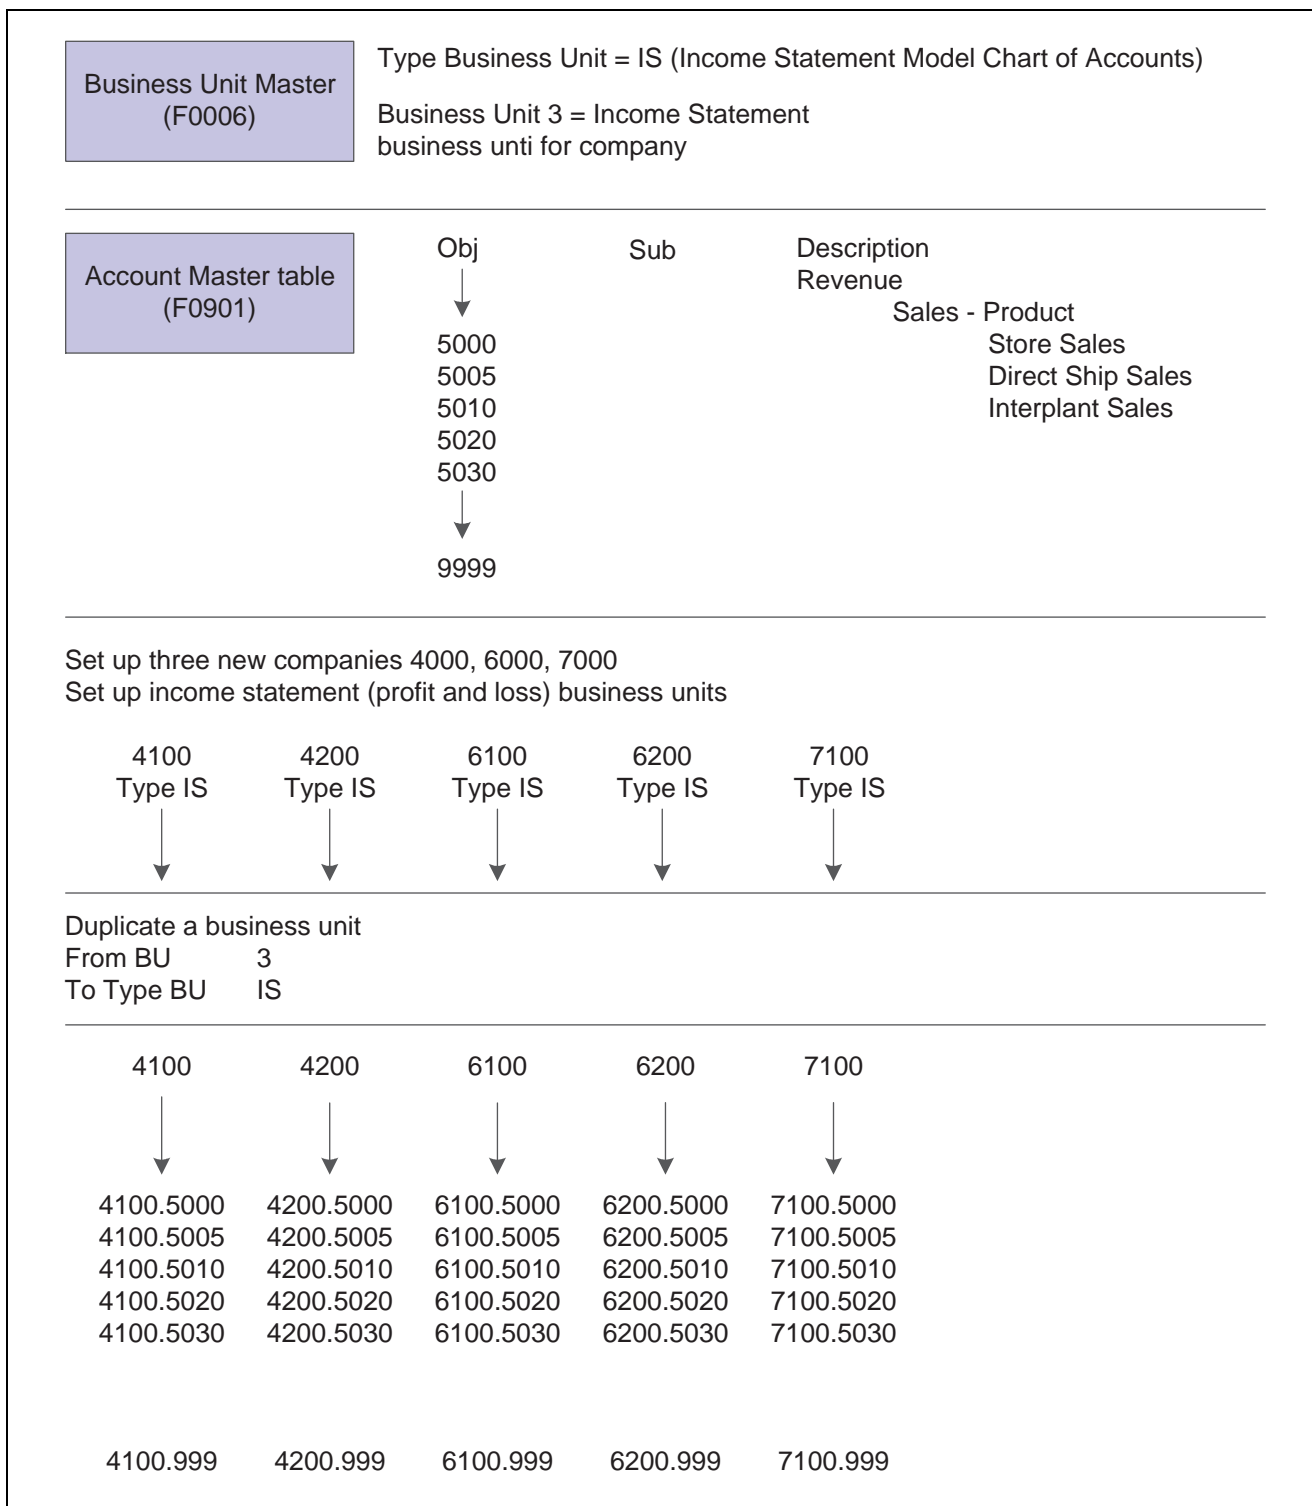 Business Unit Master
(F0006)
Type Business Unit = IS (Income Statement Model Chart of Accounts)
Business Unit 3 = Income Statement
business unti for company
Account Master table
(F0901)
Obj Sub Description
Revenue
Sales - Product
5000 Store Sales
5005 Direct Ship Sales
5010 Interplant Sales
5020
5030
9999
Set up three new companies 4000, 6000, 7000
Set up income statement (profit and loss) business units
4100 4200 6100 6200 7100
Type IS Type IS Type IS Type IS Type IS
Duplicate a business unit
From BU 3
To Type BU IS
4100 4200 6100 6200 7100
4100.5000 4200.5000 6100.5000 6200.5000 7100.5000
4100.5005 4200.5005 6100.5005 6200.5005 7100.5005
4100.5010 4200.5010 6100.5010 6200.5010 7100.5010
4100.5020 4200.5020 6100.5020 6200.5020 7100.5020
4100.5030 4200.5030 6100.5030 6200.5030 7100.5030
4100.999 4200.999 6100.999 6200.999 7100.999